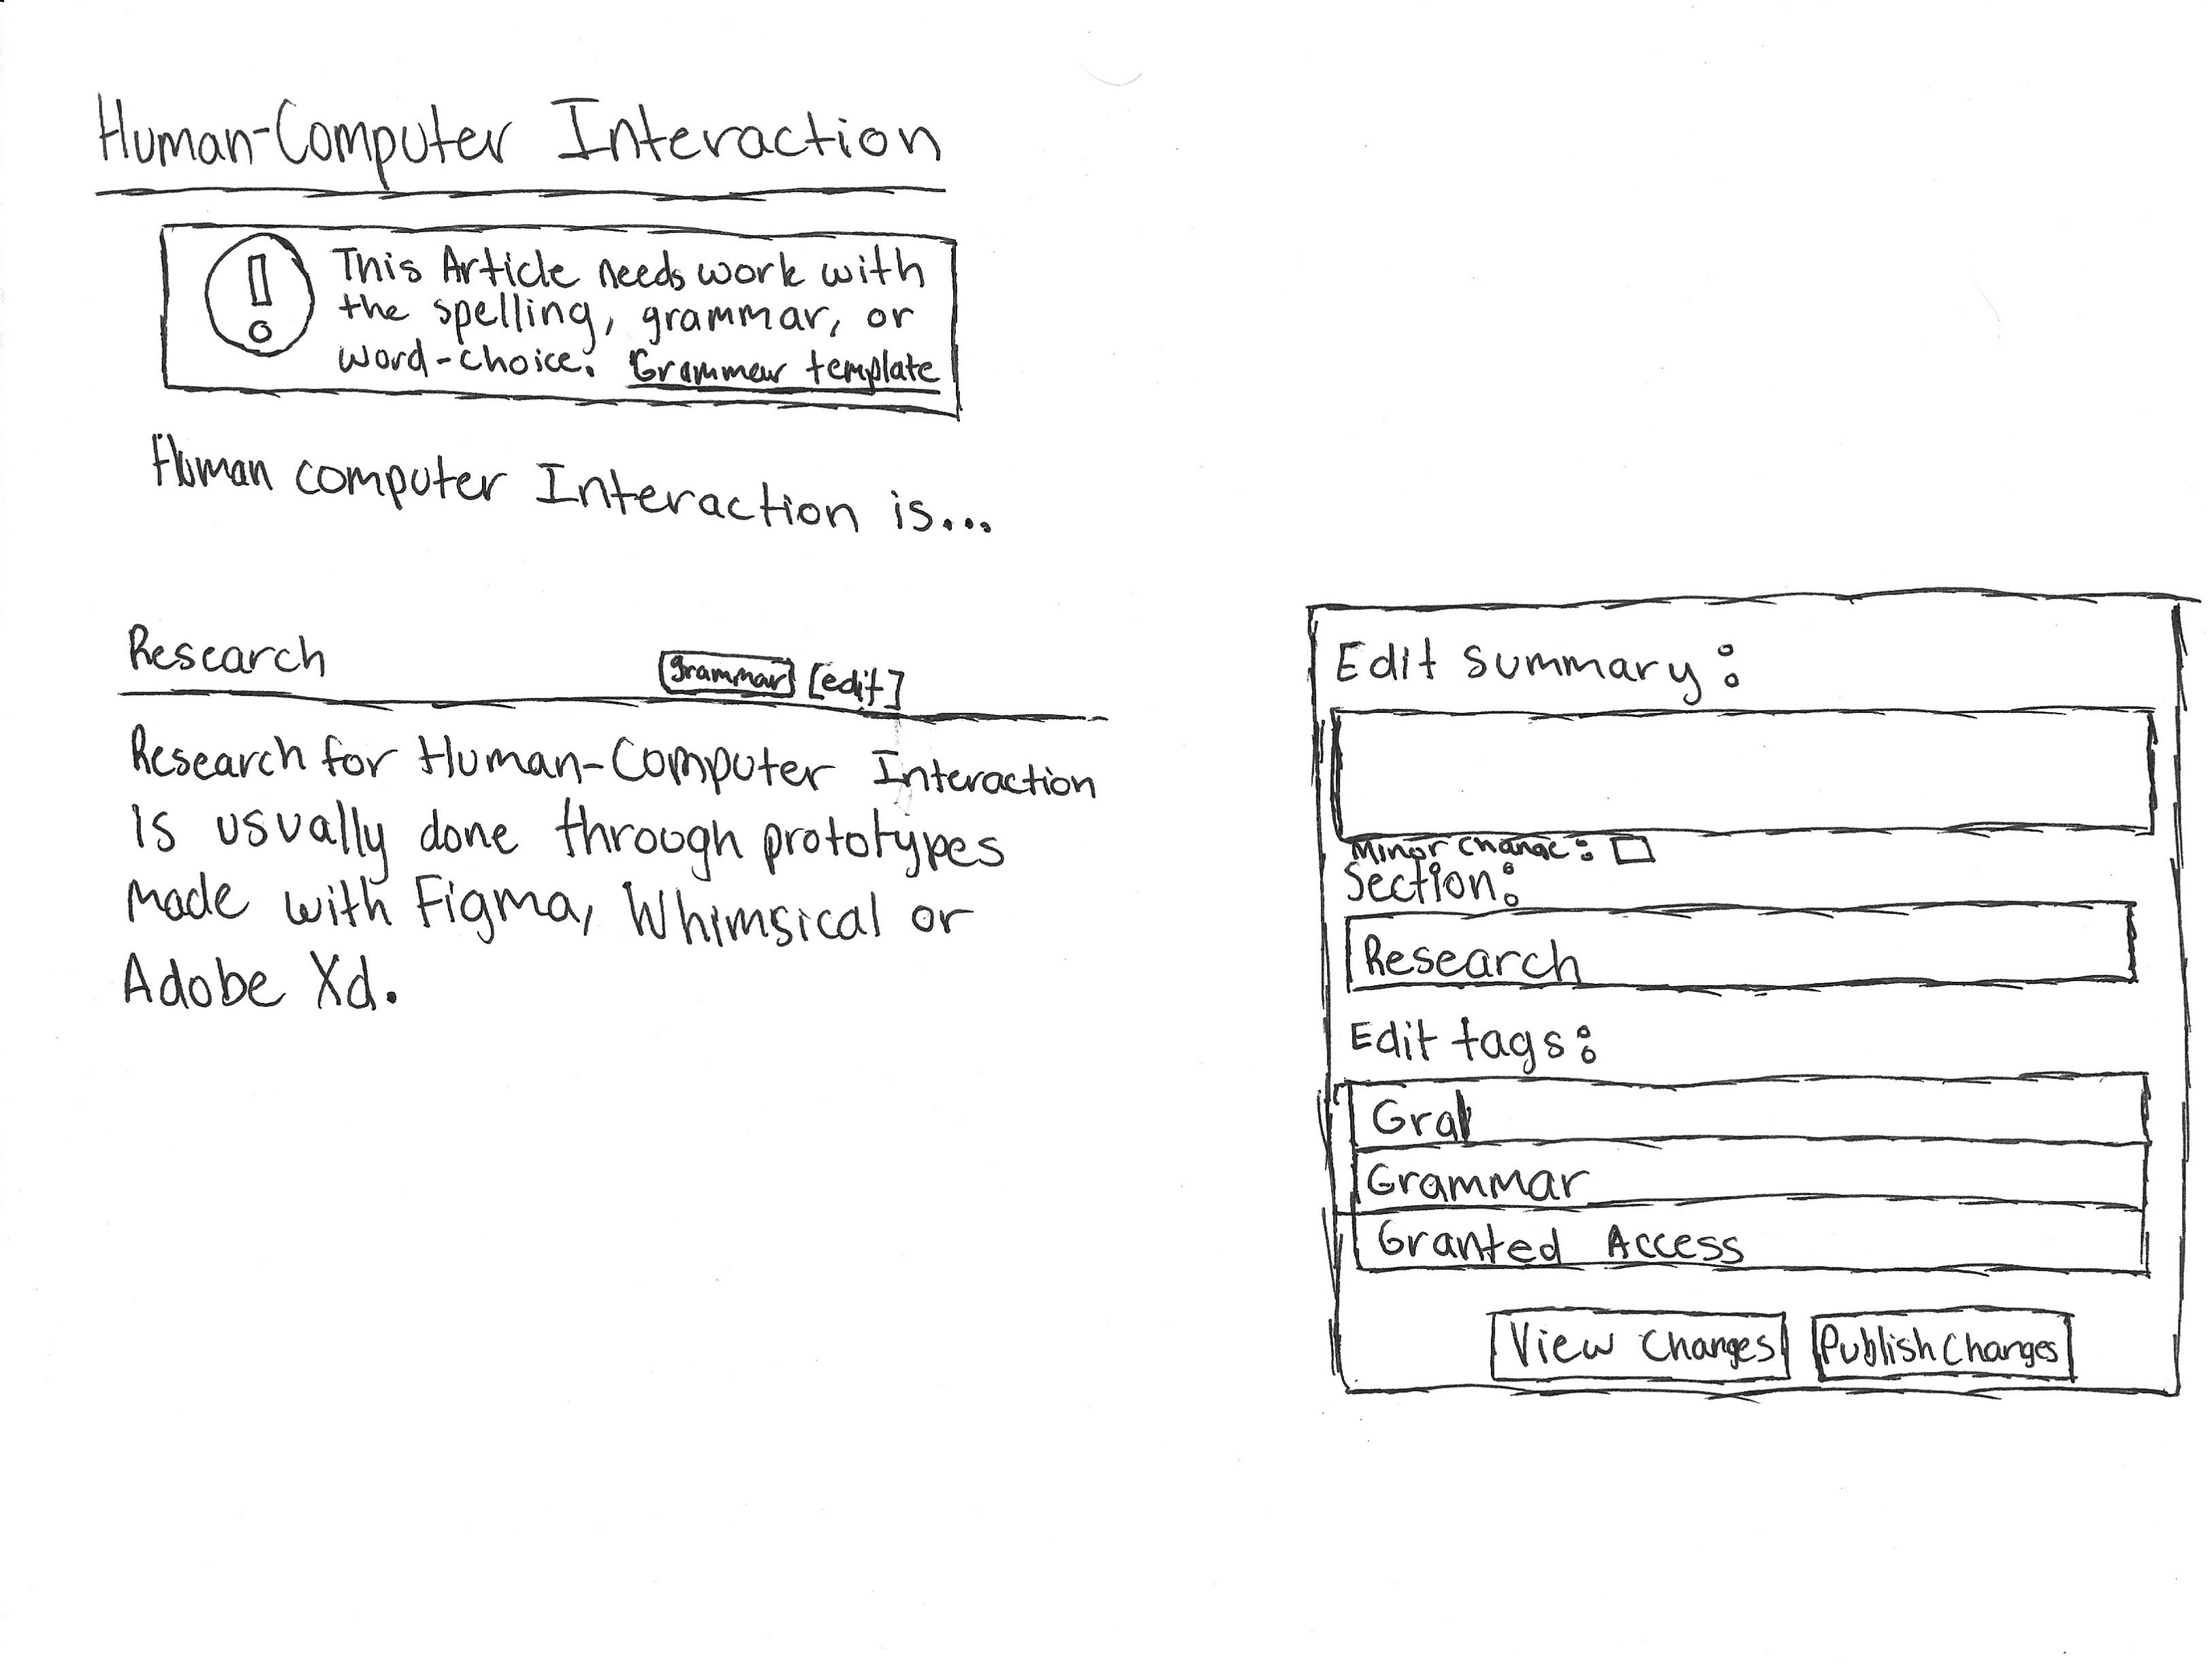 Human-Computer Interaction
This Article needs work with
the spelling, grammar, or
word-choice. Grammer template
Human computer Interaction is...
Research grammar [edit]
Research for Human-Computer Interaction
is usually done through prototypes
made with Figma, Whimsical or
Adobe Xd.
Edit summary:
Minor change:
Section:
Research
Edit tags:
Gra
Grammar
Granted Access
View Changes Publish Changes